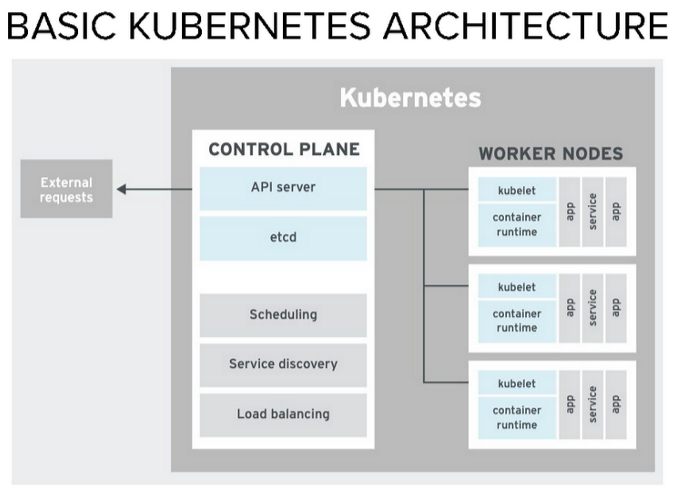 BASIC KUBERNETES ARCHITECTURE
Kubernetes
External
requests
CONTROL PLANE
API server
etcd
Scheduling
Service discovery
Load balancing
WORKER NODES
kubelet
container
runtime
app
service
app
kubelet
container
runtime
app
service
app
kubelet
container
runtime
app
service
app